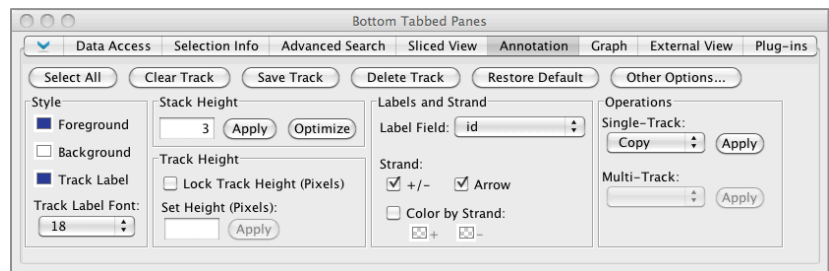 Bottom Tabbed Panes
Data Access Selection Info Advanced Search Sliced View Annotation Graph External View Plug-ins
Select All Clear Track Save Track Delete Track Restore Default Other Options...
Style
Foreground
Background
Track Label
Track Label Font:
18
Stack Height
3 Apply Optimize
Track Height
Lock Track Height (Pixels)
Set Height (Pixels):
Apply
Labels and Strand
Label Field: id
Strand:
+/- Arrow
Color by Strand:
+ -
Operations
Single-Track:
Copy Apply
Multi-Track:
Apply